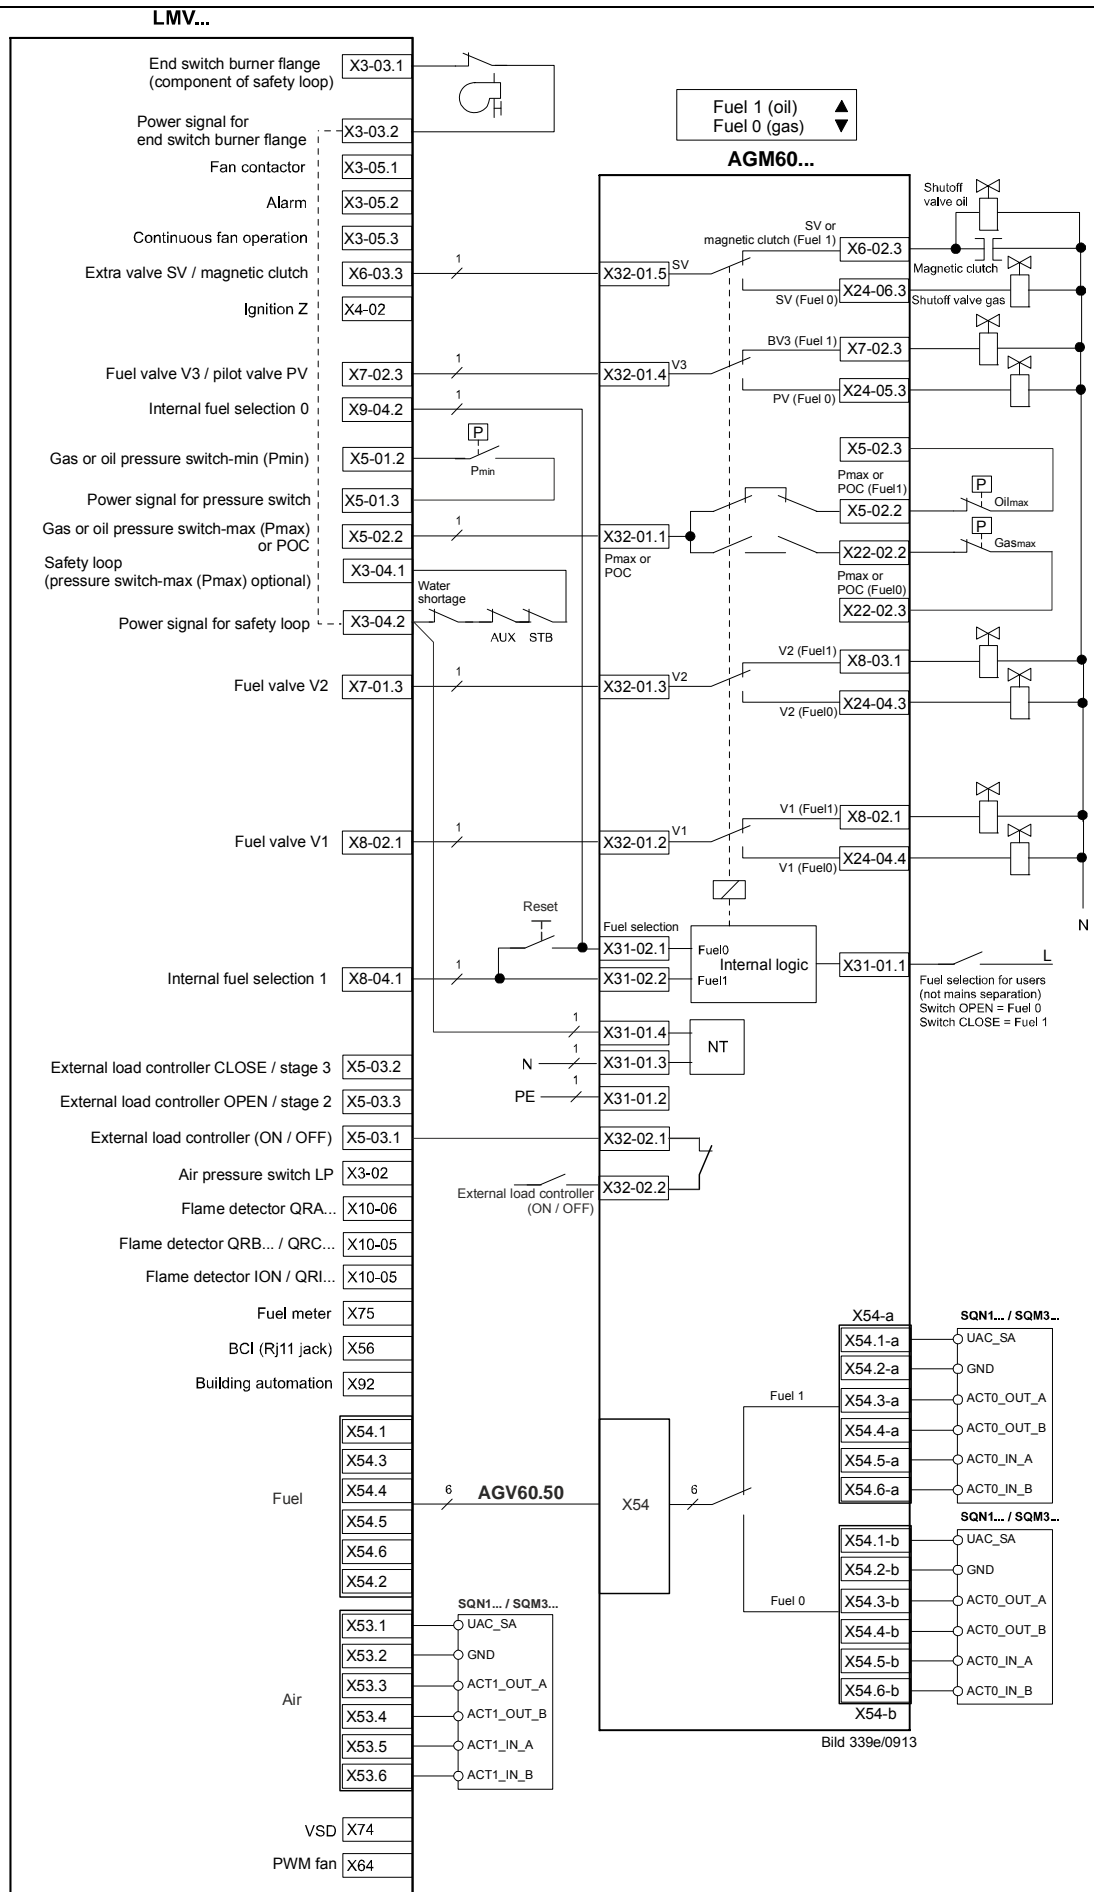 LMV...
End switch burner flange
(component of safety loop)
X3-03.1
Power signal for
end switch burner flange
X3-03.2
Fan contactor
X3-05.1
Alarm
X3-05.2
Continuous fan operation
X3-05.3
Extra valve SV / magnetic clutch
X6-03.3
1
Ignition Z
X4-02
Fuel valve V3 / pilot valve PV
X7-02.3
1
Internal fuel selection 0
X9-04.2
1
Gas or oil pressure switch-min (Pmin)
X5-01.2
P
Pmin
Power signal for pressure switch
X5-01.3
Gas or oil pressure switch-max (Pmax)
or POC
X5-02.2
1
Safety loop
(pressure switch-max (Pmax) optional)
X3-04.1
Water
shortage
AUX
STB
Power signal for safety loop
X3-04.2
Fuel valve V2
X7-01.3
1
Fuel valve V1
X8-02.1
1
Reset
Internal fuel selection 1
X8-04.1
1
1
N
1
PE
1
External load controller CLOSE / stage 3
X5-03.2
External load controller OPEN / stage 2
X5-03.3
External load controller (ON / OFF)
X5-03.1
Air pressure switch LP
X3-02
External load controller
(ON / OFF)
Flame detector QRA...
X10-06
Flame detector QRB... / QRC...
X10-05
Flame detector ION / QRI...
X10-05
Fuel meter
X75
BCI (Rj11 jack)
X56
Building automation
X92
Fuel
X54.1
X54.3
X54.4
X54.5
X54.6
X54.2
6
AGV60.50
Air
X53.1
X53.2
X53.3
X53.4
X53.5
X53.6
SQN1... / SQM3...
UAC_SA
GND
ACT1_OUT_A
ACT1_OUT_B
ACT1_IN_A
ACT1_IN_B
VSD
X74
PWM fan
X64
Fuel 1 (oil) ▲
Fuel 0 (gas) ▼
AGM60...
X32-01.5
SV
SV or
magnetic clutch (Fuel 1)
X6-02.3
Shutoff
valve oil
Magnetic clutch
SV (Fuel 0)
X24-06.3
Shutoff valve gas
X32-01.4
V3
BV3 (Fuel 1)
X7-02.3
PV (Fuel 0)
X24-05.3
X5-02.3
Pmax or
POC (Fuel1)
X5-02.2
P
Oilmax
X32-01.1
Pmax or
POC
X22-02.2
P
Gasmax
Pmax or
POC (Fuel0)
X22-02.3
X32-01.3
V2
V2 (Fuel1)
X8-03.1
V2 (Fuel0)
X24-04.3
X32-01.2
V1
V1 (Fuel1)
X8-02.1
V1 (Fuel0)
X24-04.4
N
Fuel selection
X31-02.1
Fuel0
X31-02.2
Fuel1
Internal logic
X31-01.1
L
Fuel selection for users
(not mains separation)
Switch OPEN = Fuel 0
Switch CLOSE = Fuel 1
X31-01.4
X31-01.3
NT
X31-01.2
X32-02.1
X32-02.2
X54
6
Fuel 1
Fuel 0
X54-a
X54.1-a
X54.2-a
X54.3-a
X54.4-a
X54.5-a
X54.6-a
SQN1... / SQM3...
UAC_SA
GND
ACT0_OUT_A
ACT0_OUT_B
ACT0_IN_A
ACT0_IN_B
SQN1... / SQM3...
X54.1-b
X54.2-b
X54.3-b
X54.4-b
X54.5-b
X54.6-b
X54-b
UAC_SA
GND
ACT0_OUT_A
ACT0_OUT_B
ACT0_IN_A
ACT0_IN_B
Bild 339e/0913